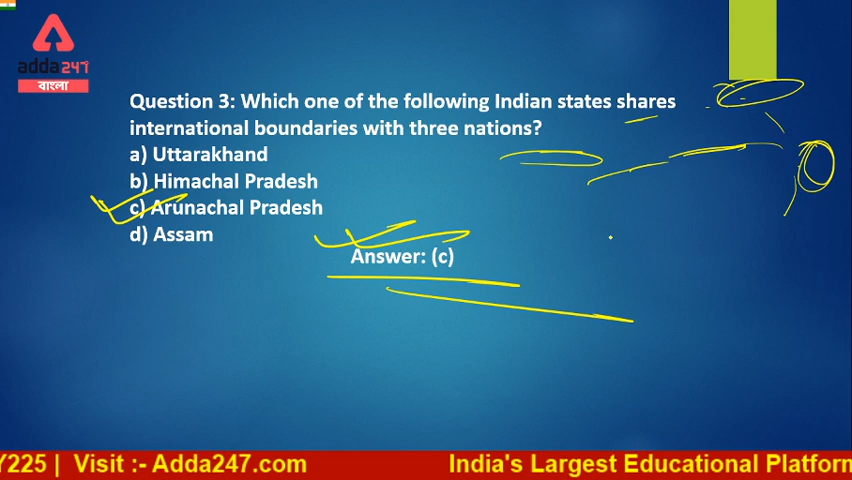 adda247
বাংলা
Question 3: Which one of the following Indian states shares
international boundaries with three nations?
a) Uttarakhand
b) Himachal Pradesh
c) Arunachal Pradesh
d) Assam
Answer: (c)
Y225 | Visit :- Adda247.com India's Largest Educational Platform